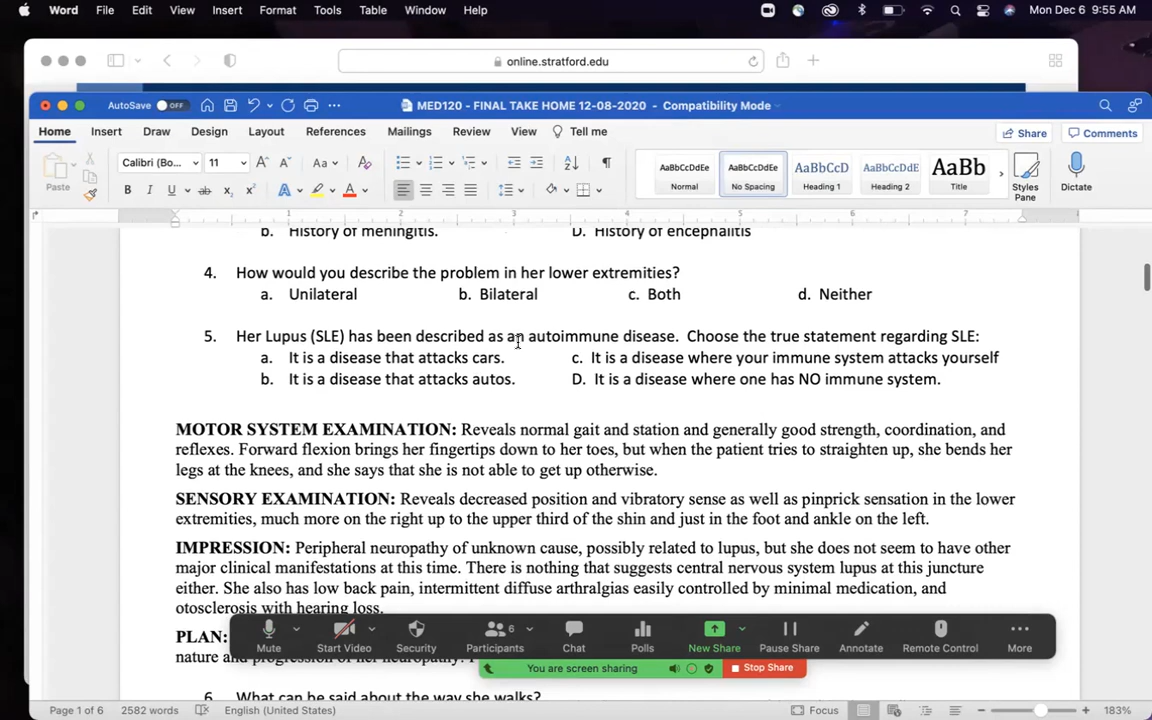 Word File Edit View Insert Format Tools Table Window Help Mon Dec 6 9:55 AM
online.stratford.edu
AutoSave OFF MED120 - FINAL TAKE HOME 12-08-2020 - Compatibility Mode
Home Insert Draw Design Layout References Mailings Review View Tell me Share Comments
Calibri (Bo... 11 Aa AaBbCcDdEe AaBbCcDdEe AaBbCcD AaBbCcDdE AaBb
Paste B I U ab x A A Normal No Spacing Heading 1 Heading 2 Title Styles Pane Dictate
1 2 3 4 5 6 7
b. History of meningitis. D. History of encephalitis
4. How would you describe the problem in her lower extremities?
a. Unilateral b. Bilateral c. Both d. Neither
5. Her Lupus (SLE) has been described as an autoimmune disease. Choose the true statement regarding SLE:
a. It is a disease that attacks cars. c. It is a disease where your immune system attacks yourself
b. It is a disease that attacks autos. D. It is a disease where one has NO immune system.
MOTOR SYSTEM EXAMINATION: Reveals normal gait and station and generally good strength, coordination, and
reflexes. Forward flexion brings her fingertips down to her toes, but when the patient tries to straighten up, she bends her
legs at the knees, and she says that she is not able to get up otherwise.
SENSORY EXAMINATION: Reveals decreased position and vibratory sense as well as pinprick sensation in the lower
extremities, much more on the right up to the upper third of the shin and just in the foot and ankle on the left.
IMPRESSION: Peripheral neuropathy of unknown cause, possibly related to lupus, but she does not seem to have other
major clinical manifestations at this time. There is nothing that suggests central nervous system lupus at this juncture
either. She also has low back pain, intermittent diffuse arthralgias easily controlled by minimal medication, and
otosclerosis with hearing loss.
PLAN:
nature and progression of her neuropathy.
6
Mute Start Video Security Participants Chat Polls New Share Pause Share Annotate Remote Control More
You are screen sharing Stop Share
6. What can be said about the way she walks?
Page 1 of 6 2582 words English (United States) Focus 183%